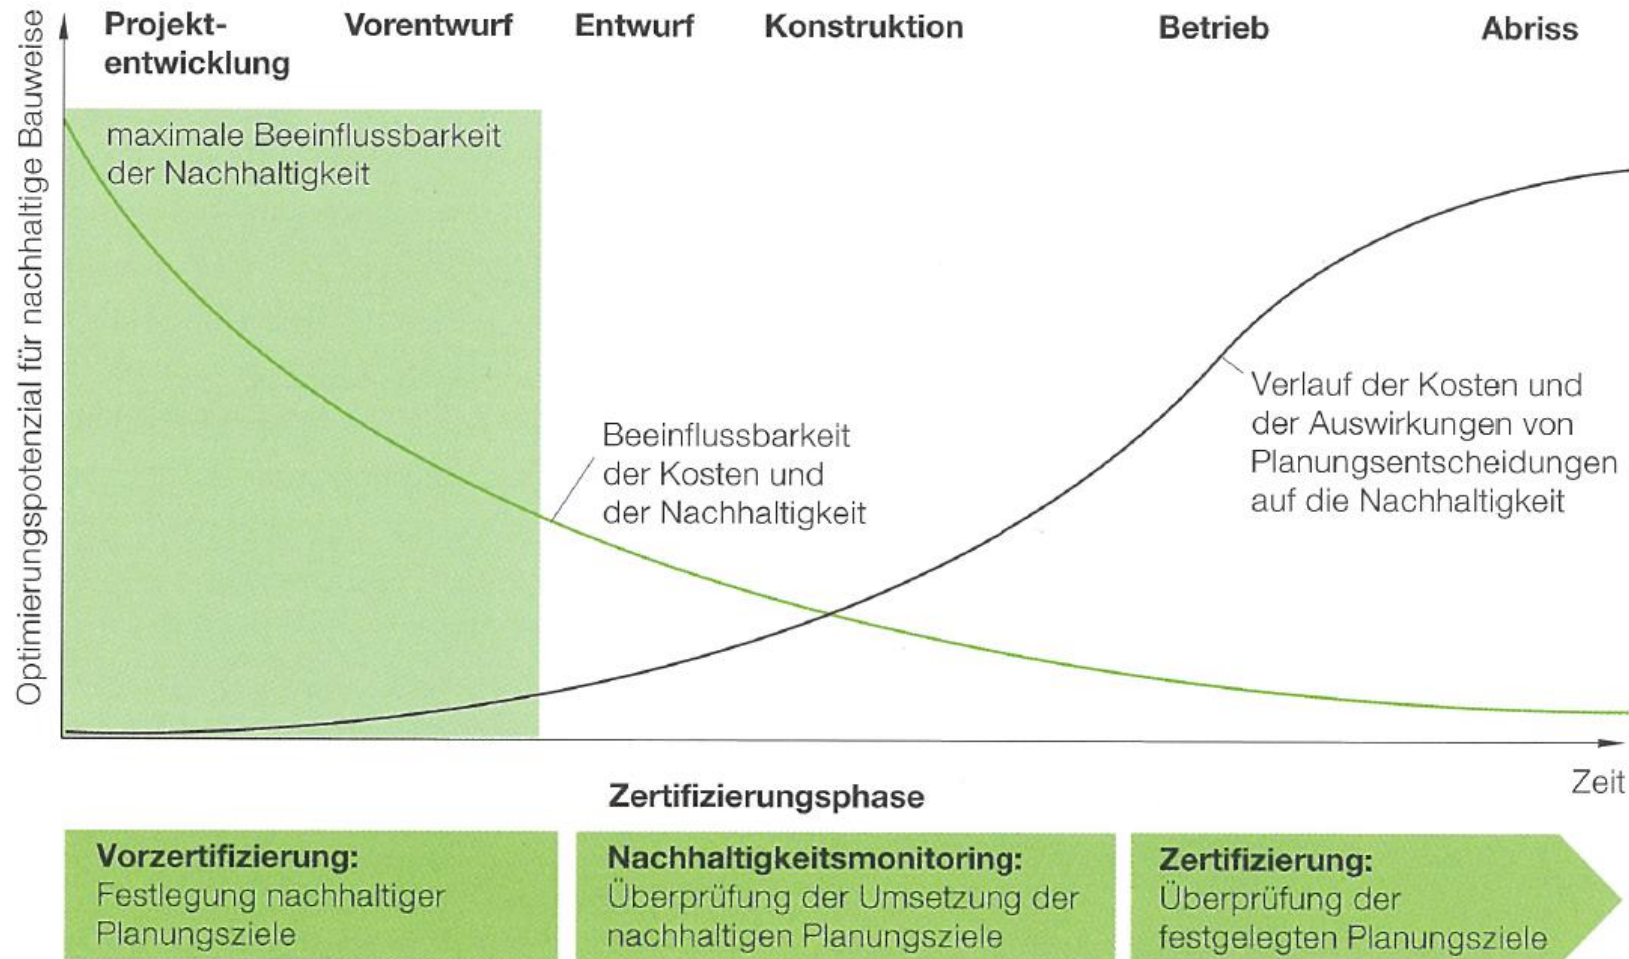 Optimierungspotenzial für nachhaltige Bauweise
Projekt-
entwicklung
Vorentwurf
Entwurf
Konstruktion
Betrieb
Abriss
maximale Beeinflussbarkeit
der Nachhaltigkeit
Beeinflussbarkeit
der Kosten und
der Nachhaltigkeit
Verlauf der Kosten und
der Auswirkungen von
Planungsentscheidungen
auf die Nachhaltigkeit
Zeit
Zertifizierungsphase
Vorzertifizierung:
Festlegung nachhaltiger
Planungsziele
Nachhaltigkeitsmonitoring:
Überprüfung der Umsetzung der
nachhaltigen Planungsziele
Zertifizierung:
Überprüfung der
festgelegten Planungsziele